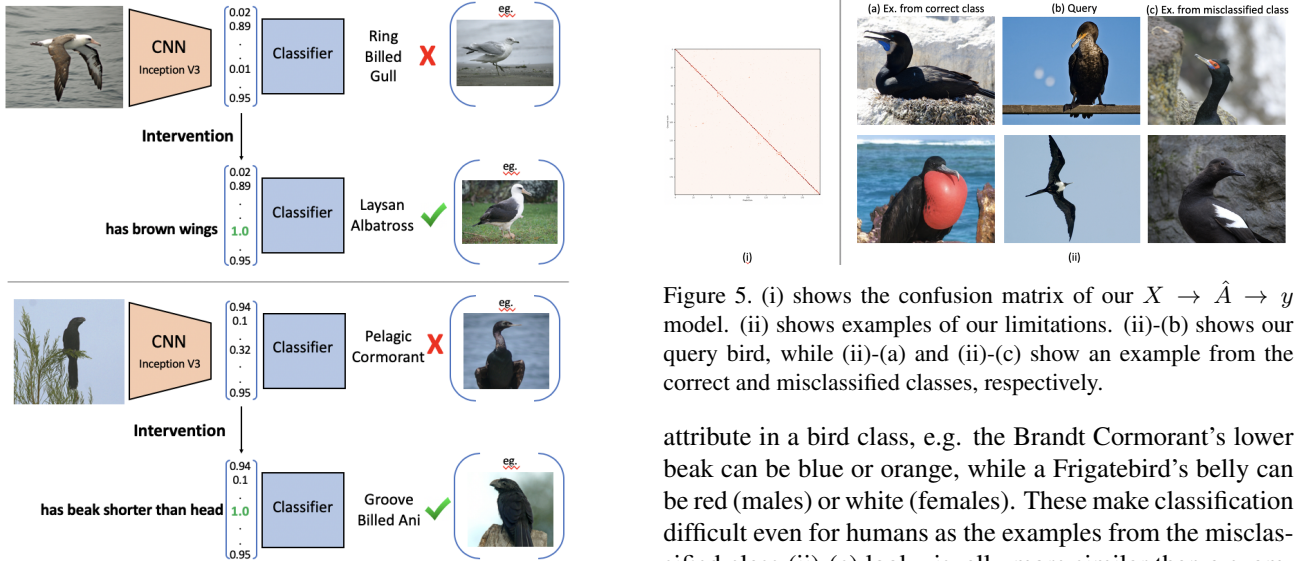 0.02
0.89
.
.
0.01
.
0.95
CNN
Inception V3
Classifier
Ring
Billed
Gull
X
eg.
Intervention
0.02
0.89
.
.
1.0
.
0.95
has brown wings
Classifier
Laysan
Albatross
eg.
0.94
0.1
.
0.32
.
.
0.95
CNN
Inception V3
Classifier
Pelagic
Cormorant
X
eg.
Intervention
0.94
0.1
.
1.0
.
.
0.95
has beak shorter than head
Classifier
Groove
Billed Ani
eg.
(i)
(a) Ex. from correct class
(b) Query
(c) Ex. from misclassified class
(ii)
Figure 5. (i) shows the confusion matrix of our X → Â → y
model. (ii) shows examples of our limitations. (ii)-(b) shows our
query bird, while (ii)-(a) and (ii)-(c) show an example from the
correct and misclassified classes, respectively.
attribute in a bird class, e.g. the Brandt Cormorant's lower
beak can be blue or orange, while a Frigatebird's belly can
be red (males) or white (females). These make classification
difficult even for humans as the examples from the misclas-